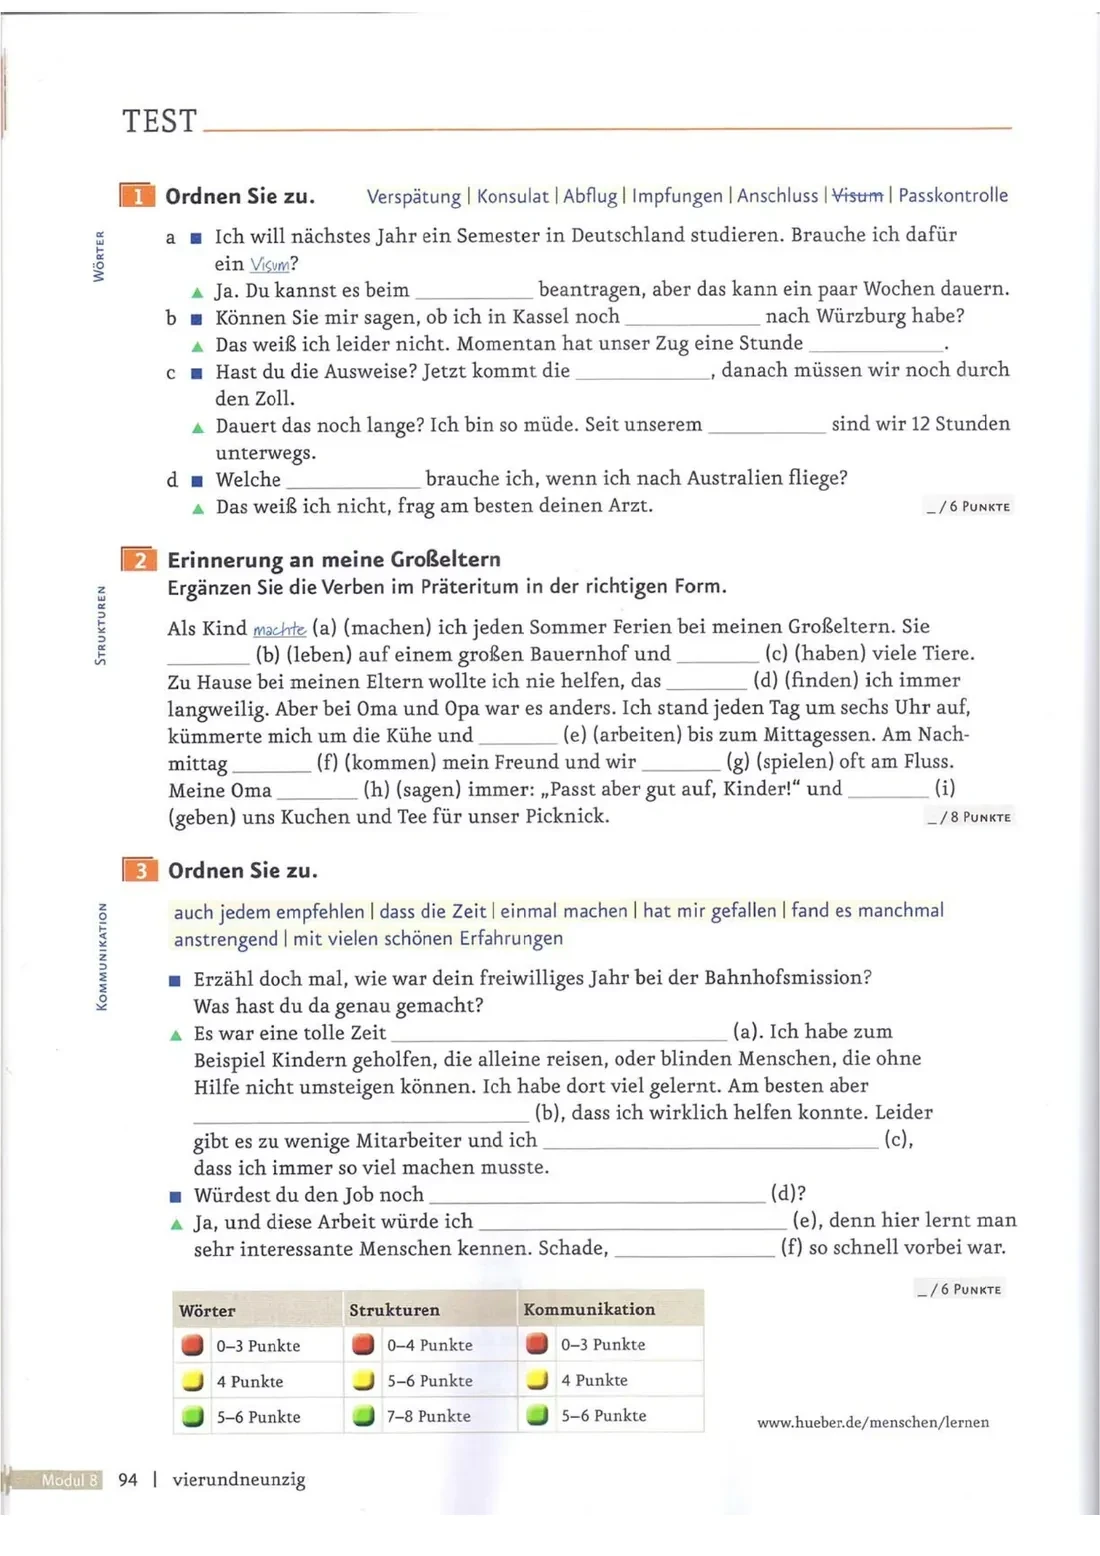 TEST
1 Ordnen Sie zu. Verspätung | Konsulat | Abflug | Impfungen | Anschluss | Visum | Passkontrolle
WÖRTER
a ■ Ich will nächstes Jahr ein Semester in Deutschland studieren. Brauche ich dafür
ein Visum?
▲ Ja. Du kannst es beim ____________ beantragen, aber das kann ein paar Wochen dauern.
b ■ Können Sie mir sagen, ob ich in Kassel noch ______________ nach Würzburg habe?
▲ Das weiß ich leider nicht. Momentan hat unser Zug eine Stunde ______________.
c ■ Hast du die Ausweise? Jetzt kommt die ______________, danach müssen wir noch durch
den Zoll.
▲ Dauert das noch lange? Ich bin so müde. Seit unserem ____________ sind wir 12 Stunden
unterwegs.
d ■ Welche ______________ brauche ich, wenn ich nach Australien fliege?
▲ Das weiß ich nicht, frag am besten deinen Arzt. _ / 6 PUNKTE
2 Erinnerung an meine Großeltern
Ergänzen Sie die Verben im Präteritum in der richtigen Form.
STRUKTUREN
Als Kind machte (a) (machen) ich jeden Sommer Ferien bei meinen Großeltern. Sie
________ (b) (leben) auf einem großen Bauernhof und ________ (c) (haben) viele Tiere.
Zu Hause bei meinen Eltern wollte ich nie helfen, das ________ (d) (finden) ich immer
langweilig. Aber bei Oma und Opa war es anders. Ich stand jeden Tag um sechs Uhr auf,
kümmerte mich um die Kühe und ________ (e) (arbeiten) bis zum Mittagessen. Am Nach-
mittag ________ (f) (kommen) mein Freund und wir ________ (g) (spielen) oft am Fluss.
Meine Oma ________ (h) (sagen) immer: „Passt aber gut auf, Kinder!“ und ________ (i)
(geben) uns Kuchen und Tee für unser Picknick. _ / 8 PUNKTE
3 Ordnen Sie zu.
KOMMUNIKATION
auch jedem empfehlen | dass die Zeit | einmal machen | hat mir gefallen | fand es manchmal
anstrengend | mit vielen schönen Erfahrungen
■ Erzähl doch mal, wie war dein freiwilliges Jahr bei der Bahnhofsmission?
Was hast du da genau gemacht?
▲ Es war eine tolle Zeit ______________________________ (a). Ich habe zum
Beispiel Kindern geholfen, die alleine reisen, oder blinden Menschen, die ohne
Hilfe nicht umsteigen können. Ich habe dort viel gelernt. Am besten aber
______________________________ (b), dass ich wirklich helfen konnte. Leider
gibt es zu wenige Mitarbeiter und ich ______________________________ (c),
dass ich immer so viel machen musste.
■ Würdest du den Job noch ______________________________ (d)?
▲ Ja, und diese Arbeit würde ich ______________________________ (e), denn hier lernt man
sehr interessante Menschen kennen. Schade, ________________ (f) so schnell vorbei war.
_ / 6 PUNKTE
Wörter Strukturen Kommunikation
0–3 Punkte 0–4 Punkte 0–3 Punkte
4 Punkte 5–6 Punkte 4 Punkte
5–6 Punkte 7–8 Punkte 5–6 Punkte
www.hueber.de/menschen/lernen
Modul 8 94 | vierundneunzig